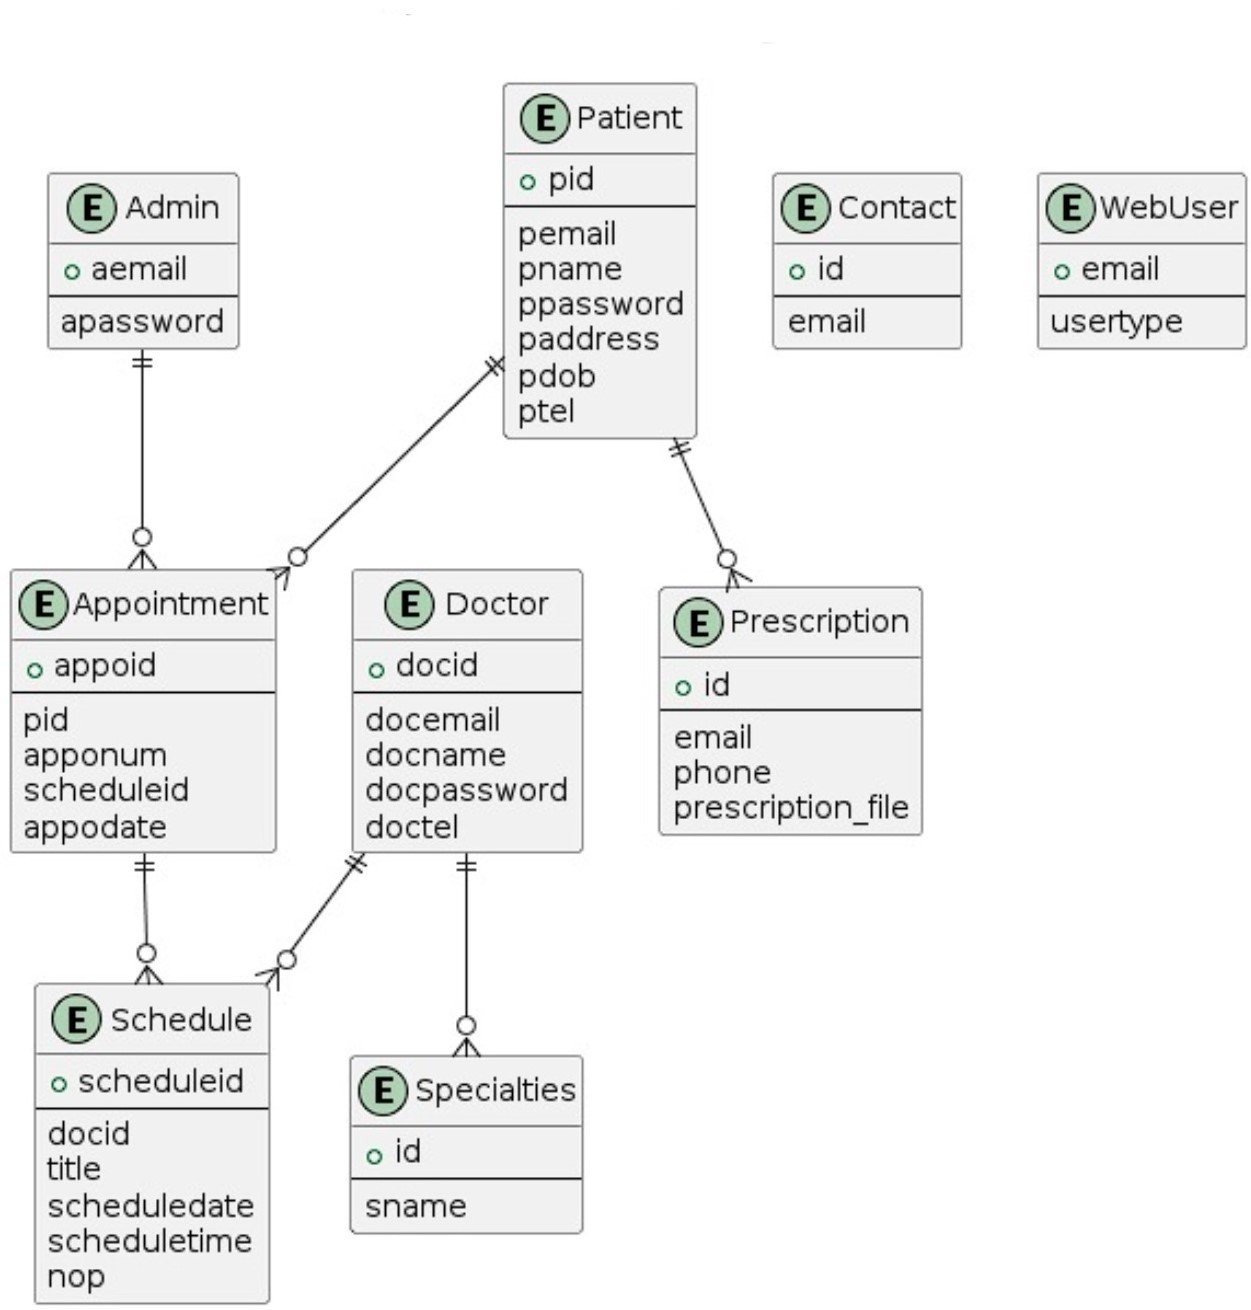 E Patient
pid
pemail
pname
ppassword
paddress
pdob
ptel
E Admin
aemail
apassword
E Contact
id
email
E WebUser
email
usertype
E Appointment
appoid
pid
apponum
scheduleid
appodate
E Doctor
docid
docemail
docname
docpassword
doctel
E Prescription
id
email
phone
prescription_file
E Schedule
scheduleid
docid
title
scheduledate
scheduletime
nop
E Specialties
id
sname